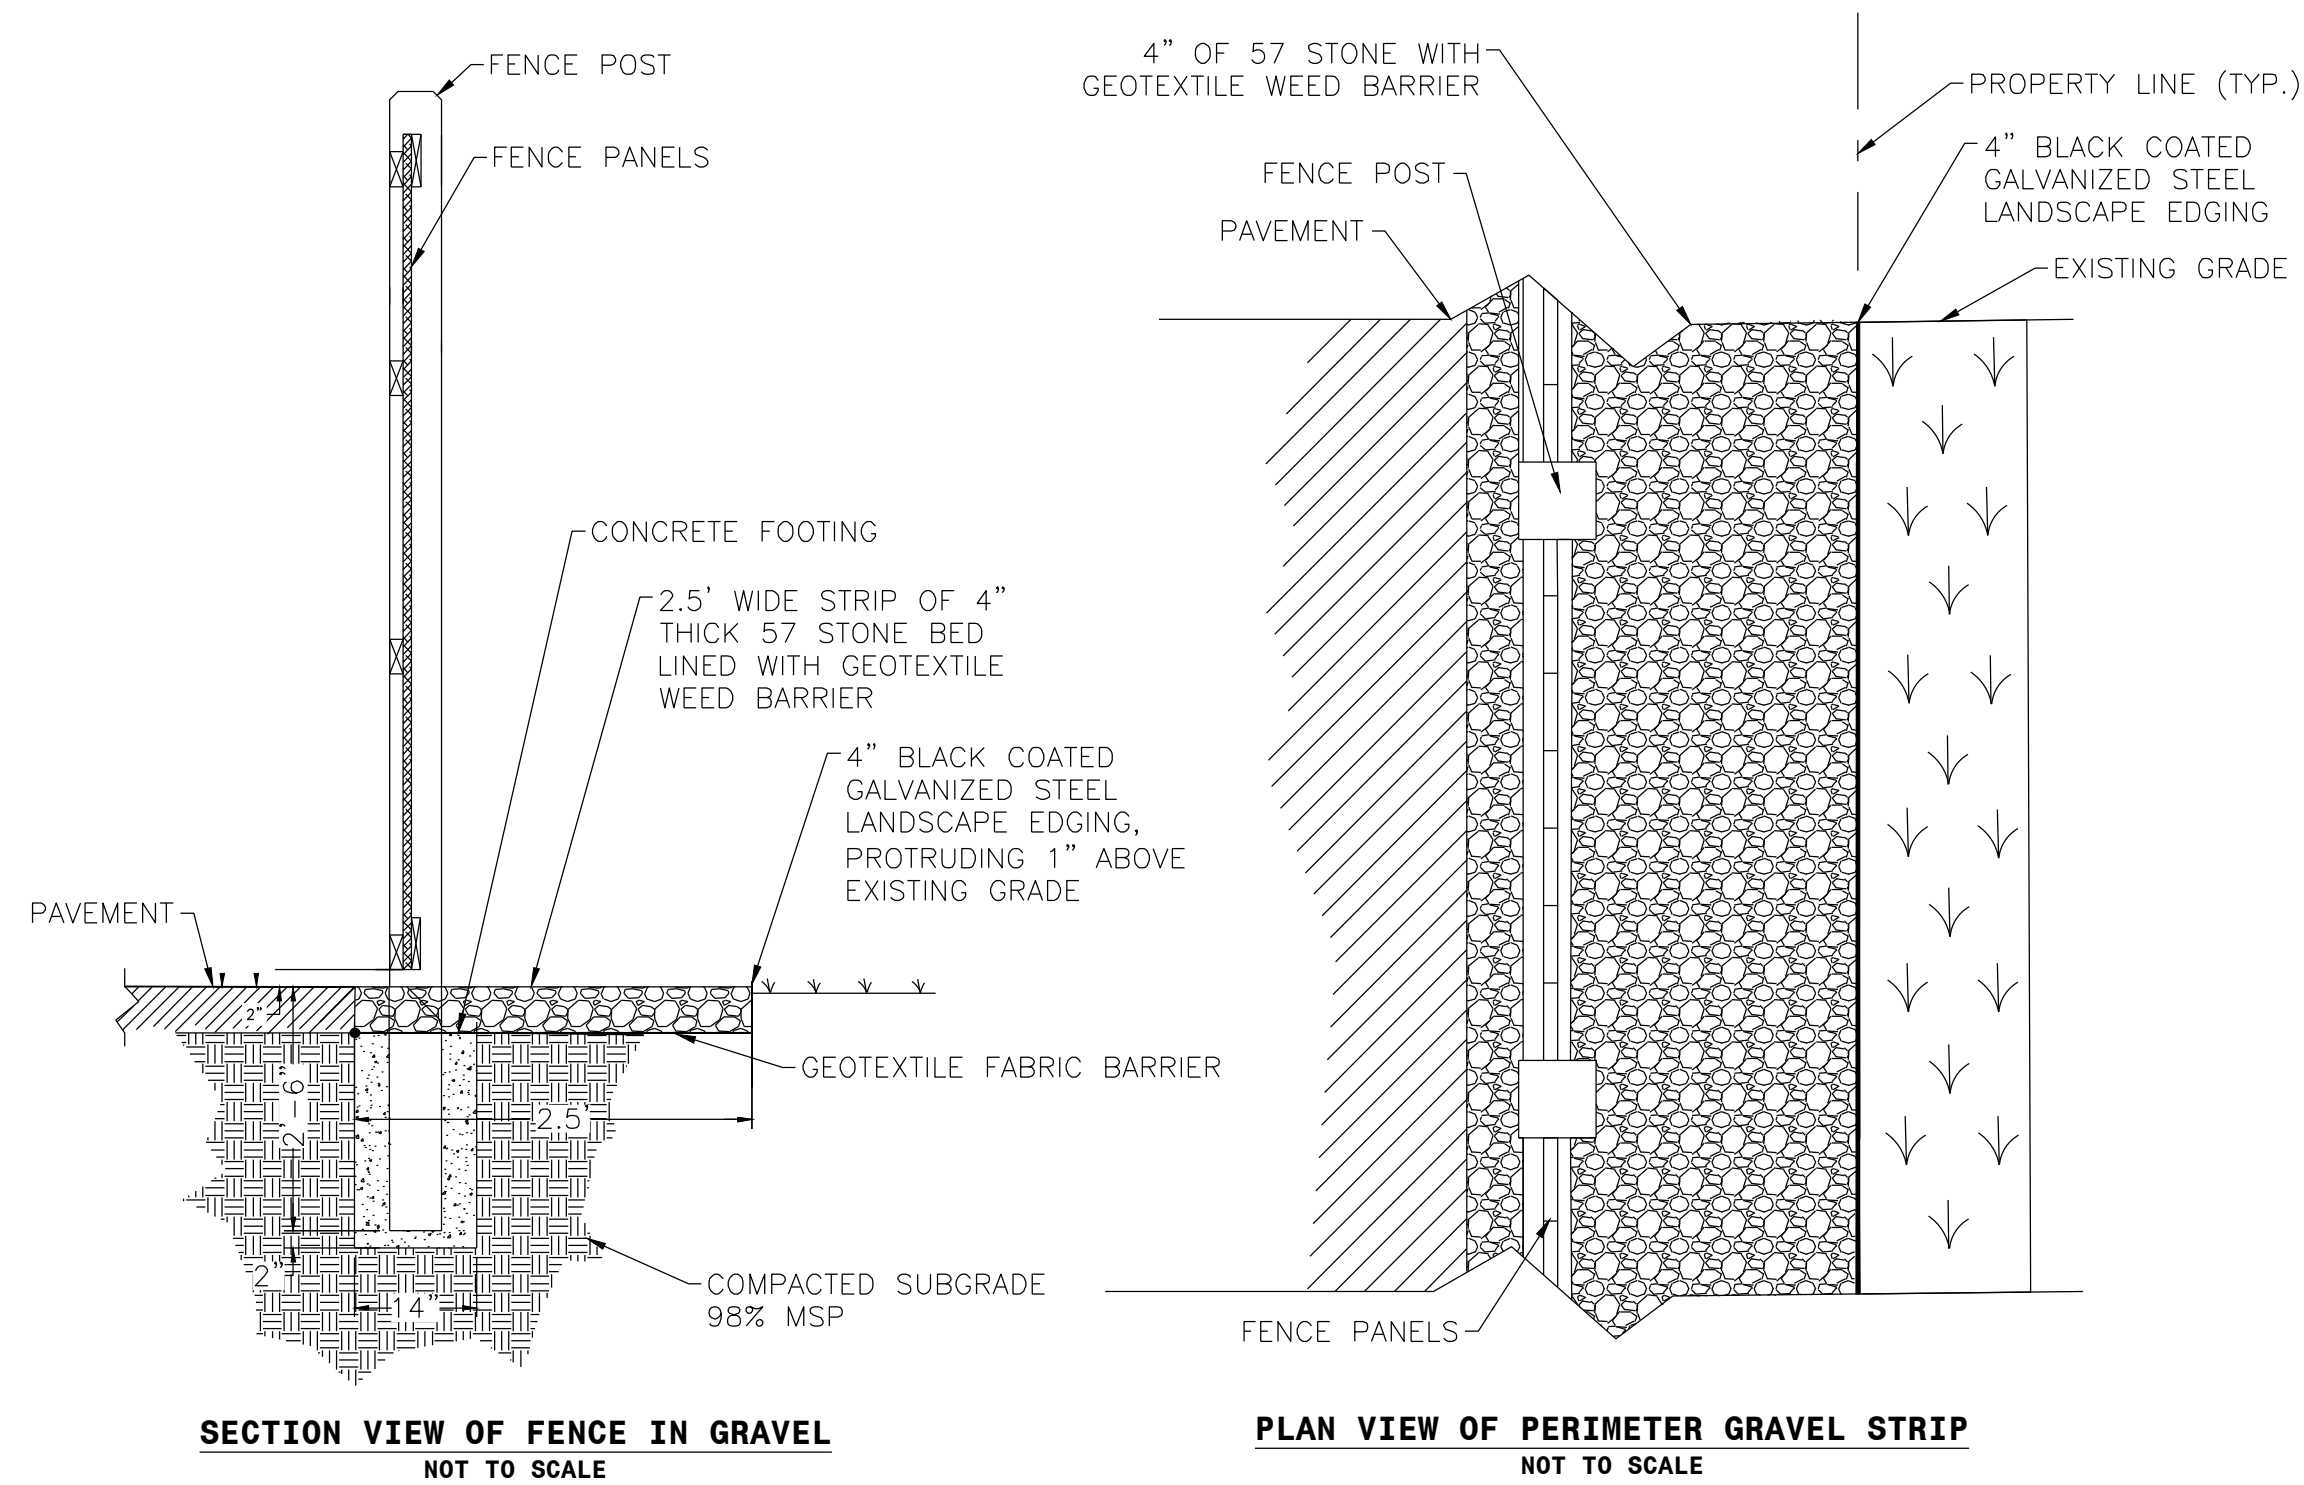 FENCE POST
FENCE PANELS
CONCRETE FOOTING
2.5' WIDE STRIP OF 4"
THICK 57 STONE BED
LINED WITH GEOTEXTILE
WEED BARRIER
4" BLACK COATED
GALVANIZED STEEL
LANDSCAPE EDGING,
PROTRUDING 1" ABOVE
EXISTING GRADE
PAVEMENT
2"
2'-6"
GEOTEXTILE FABRIC BARRIER
2.5'
2"
14"
COMPACTED SUBGRADE
98% MSP
SECTION VIEW OF FENCE IN GRAVEL
NOT TO SCALE
4" OF 57 STONE WITH
GEOTEXTILE WEED BARRIER
FENCE POST
PAVEMENT
PROPERTY LINE (TYP.)
4" BLACK COATED
GALVANIZED STEEL
LANDSCAPE EDGING
EXISTING GRADE
FENCE PANELS
PLAN VIEW OF PERIMETER GRAVEL STRIP
NOT TO SCALE